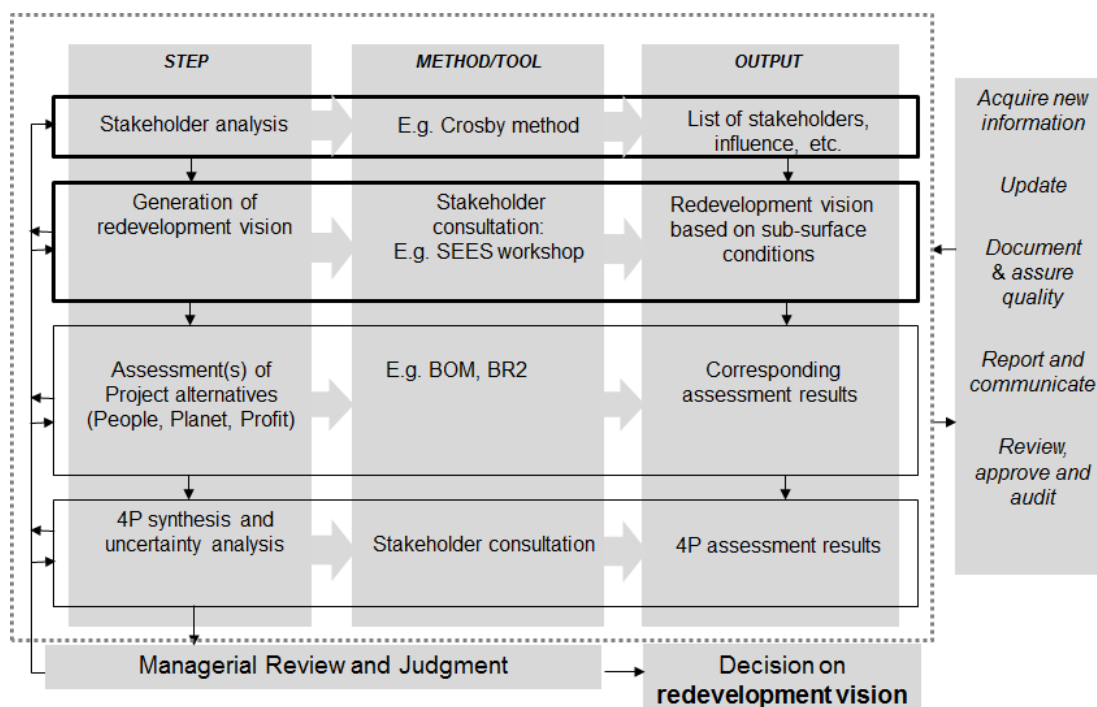 STEP
METHOD/TOOL
OUTPUT
Stakeholder analysis
E.g. Crosby method
List of stakeholders,
influence, etc.
Generation of
redevelopment vision
Stakeholder
consultation:
E.g. SEES workshop
Redevelopment vision
based on sub-surface
conditions
Assessment(s) of
Project alternatives
(People, Planet, Profit)
E.g. BOM, BR2
Corresponding
assessment results
4P synthesis and
uncertainty analysis
Stakeholder consultation
4P assessment results
Managerial Review and Judgment
Decision on
redevelopment vision
Acquire new
information
Update
Document
& assure
quality
Report and
communicate
Review,
approve and
audit